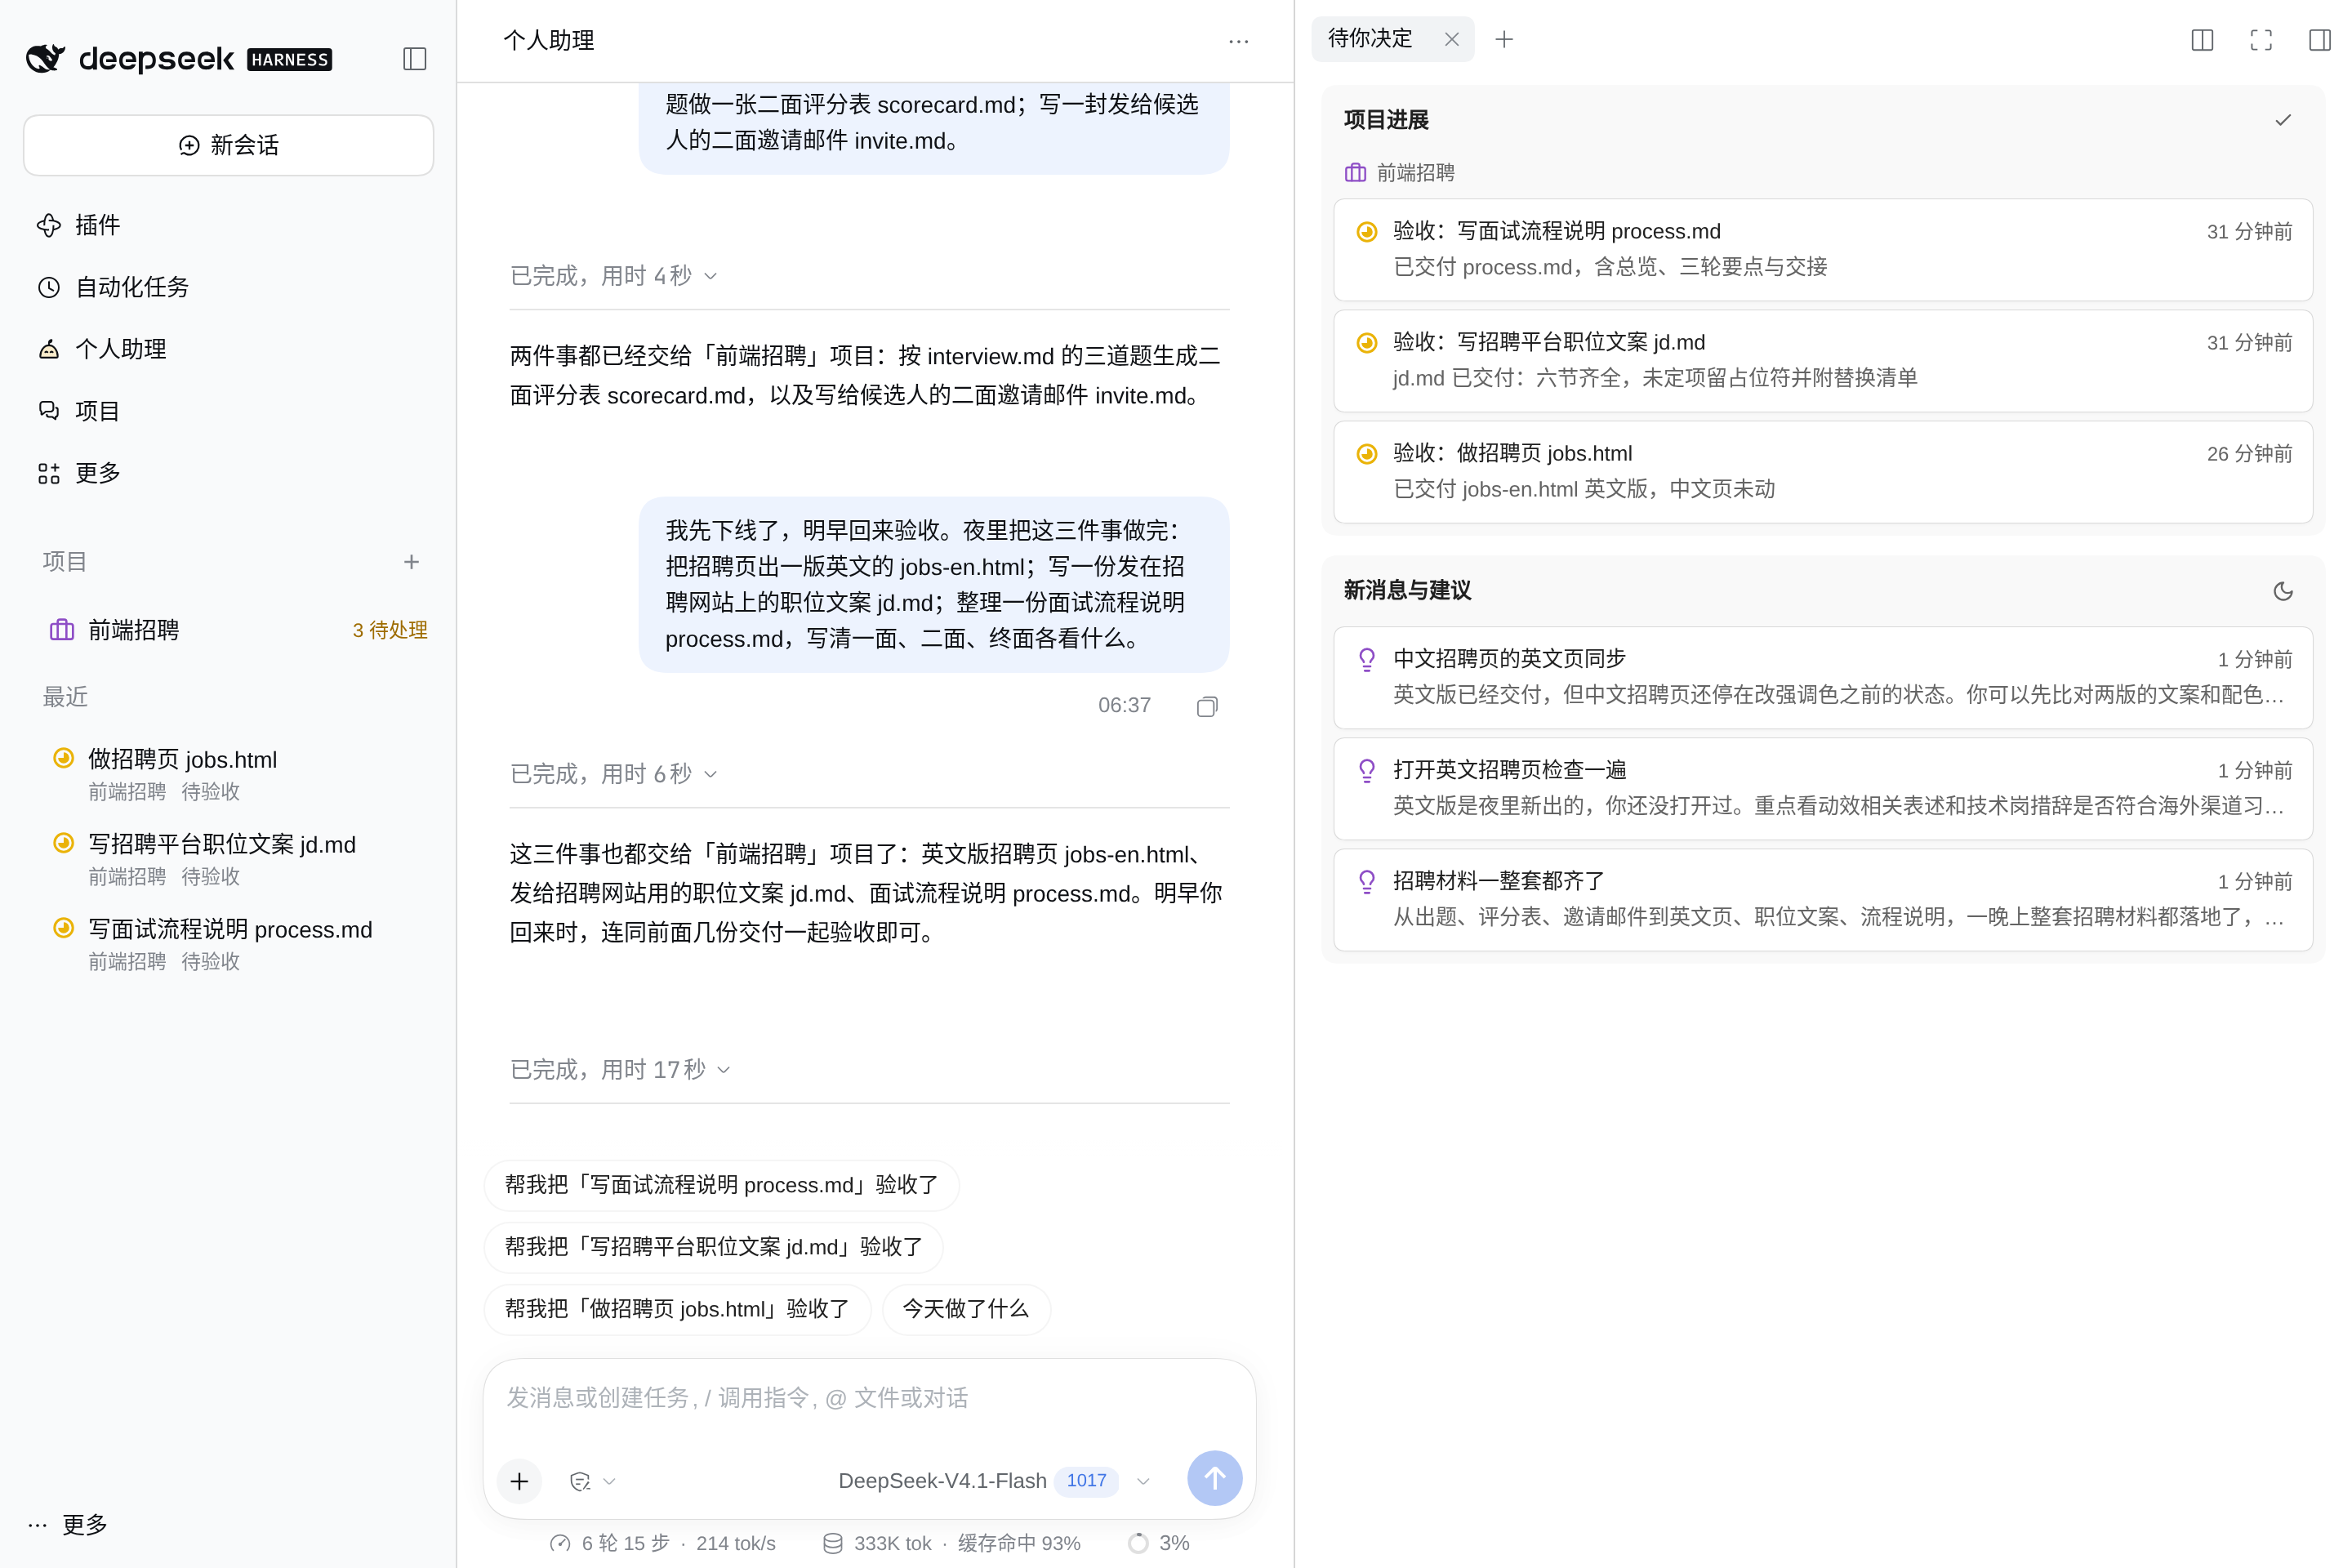 deepseek HARNESS
新会话
插件
自动化任务
个人助理
项目
更多
项目
前端招聘 3 待处理
最近
做招聘页 jobs.html
前端招聘 待验收
写招聘平台职位文案 jd.md
前端招聘 待验收
写面试流程说明 process.md
前端招聘 待验收
更多
个人助理
题做一张二面评分表 scorecard.md；写一封发给候选
人的二面邀请邮件 invite.md。
已完成，用时 4秒
两件事都已经交给「前端招聘」项目：按 interview.md 的三道题生成二
面评分表 scorecard.md，以及写给候选人的二面邀请邮件 invite.md。
我先下线了，明早回来验收。夜里把这三件事做完：
把招聘页出一版英文的 jobs-en.html；写一份发在招
聘网站上的职位文案 jd.md；整理一份面试流程说明
process.md，写清一面、二面、终面各看什么。
06:37
已完成，用时 6秒
这三件事也都交给「前端招聘」项目了：英文版招聘页 jobs-en.html、
发给招聘网站用的职位文案 jd.md、面试流程说明 process.md。明早你
回来时，连同前面几份交付一起验收即可。
已完成，用时 17秒
帮我把「写面试流程说明 process.md」验收了
帮我把「写招聘平台职位文案 jd.md」验收了
帮我把「做招聘页 jobs.html」验收了 今天做了什么
发消息或创建任务, / 调用指令, @ 文件或对话
DeepSeek-V4.1-Flash 1017
6 轮 15 步 · 214 tok/s 333K tok · 缓存命中 93% 3%
待你决定
项目进展
前端招聘
验收：写面试流程说明 process.md 31 分钟前
已交付 process.md，含总览、三轮要点与交接
验收：写招聘平台职位文案 jd.md 31 分钟前
jd.md 已交付：六节齐全，未定项留占位符并附替换清单
验收：做招聘页 jobs.html 26 分钟前
已交付 jobs-en.html 英文版，中文页未动
新消息与建议
中文招聘页的英文页同步 1 分钟前
英文版已经交付，但中文招聘页还停在改强调色之前的状态。你可以先比对两版的文案和配色…
打开英文招聘页检查一遍 1 分钟前
英文版是夜里新出的，你还没打开过。重点看动效相关表述和技术岗措辞是否符合海外渠道习…
招聘材料一整套都齐了 1 分钟前
从出题、评分表、邀请邮件到英文页、职位文案、流程说明，一晚上整套招聘材料都落地了，…